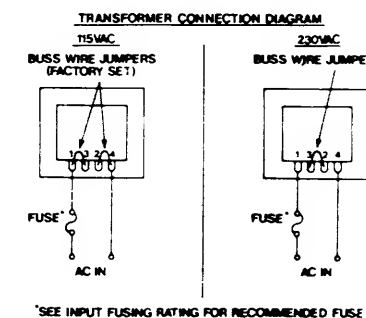 TRANSFORMER CONNECTION DIAGRAM
115VAC
BUSS WIRE JUMPERS
(FACTORY SET)
1 3 2 4
FUSE*
AC IN
230VAC
BUSS WIRE JUMPE
1 3 2 4
FUSE*
AC IN
*SEE INPUT FUSING RATING FOR RECOMMENDED FUSE